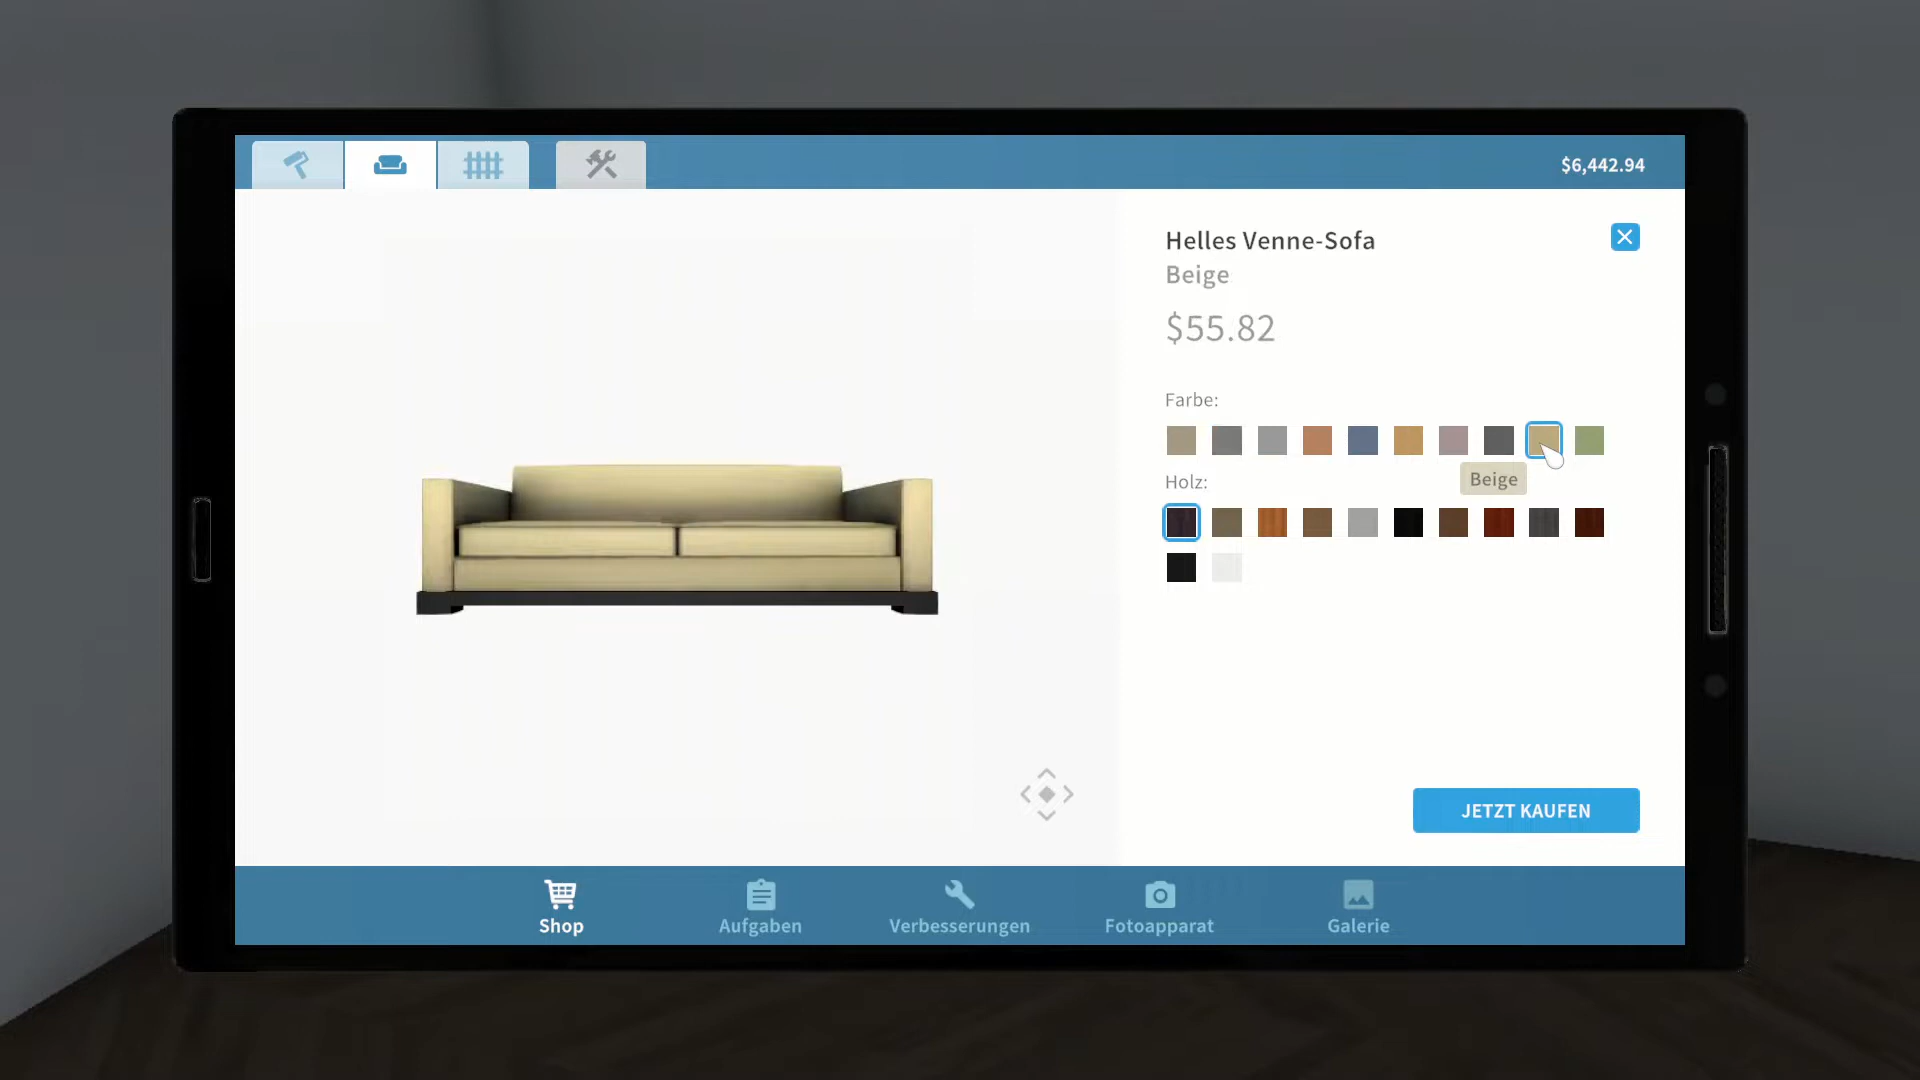 $6,442.94
Helles Venne-Sofa
Beige
$55.82
Farbe:
Beige
Holz:
JETZT KAUFEN
Shop
Aufgaben
Verbesserungen
Fotoapparat
Galerie